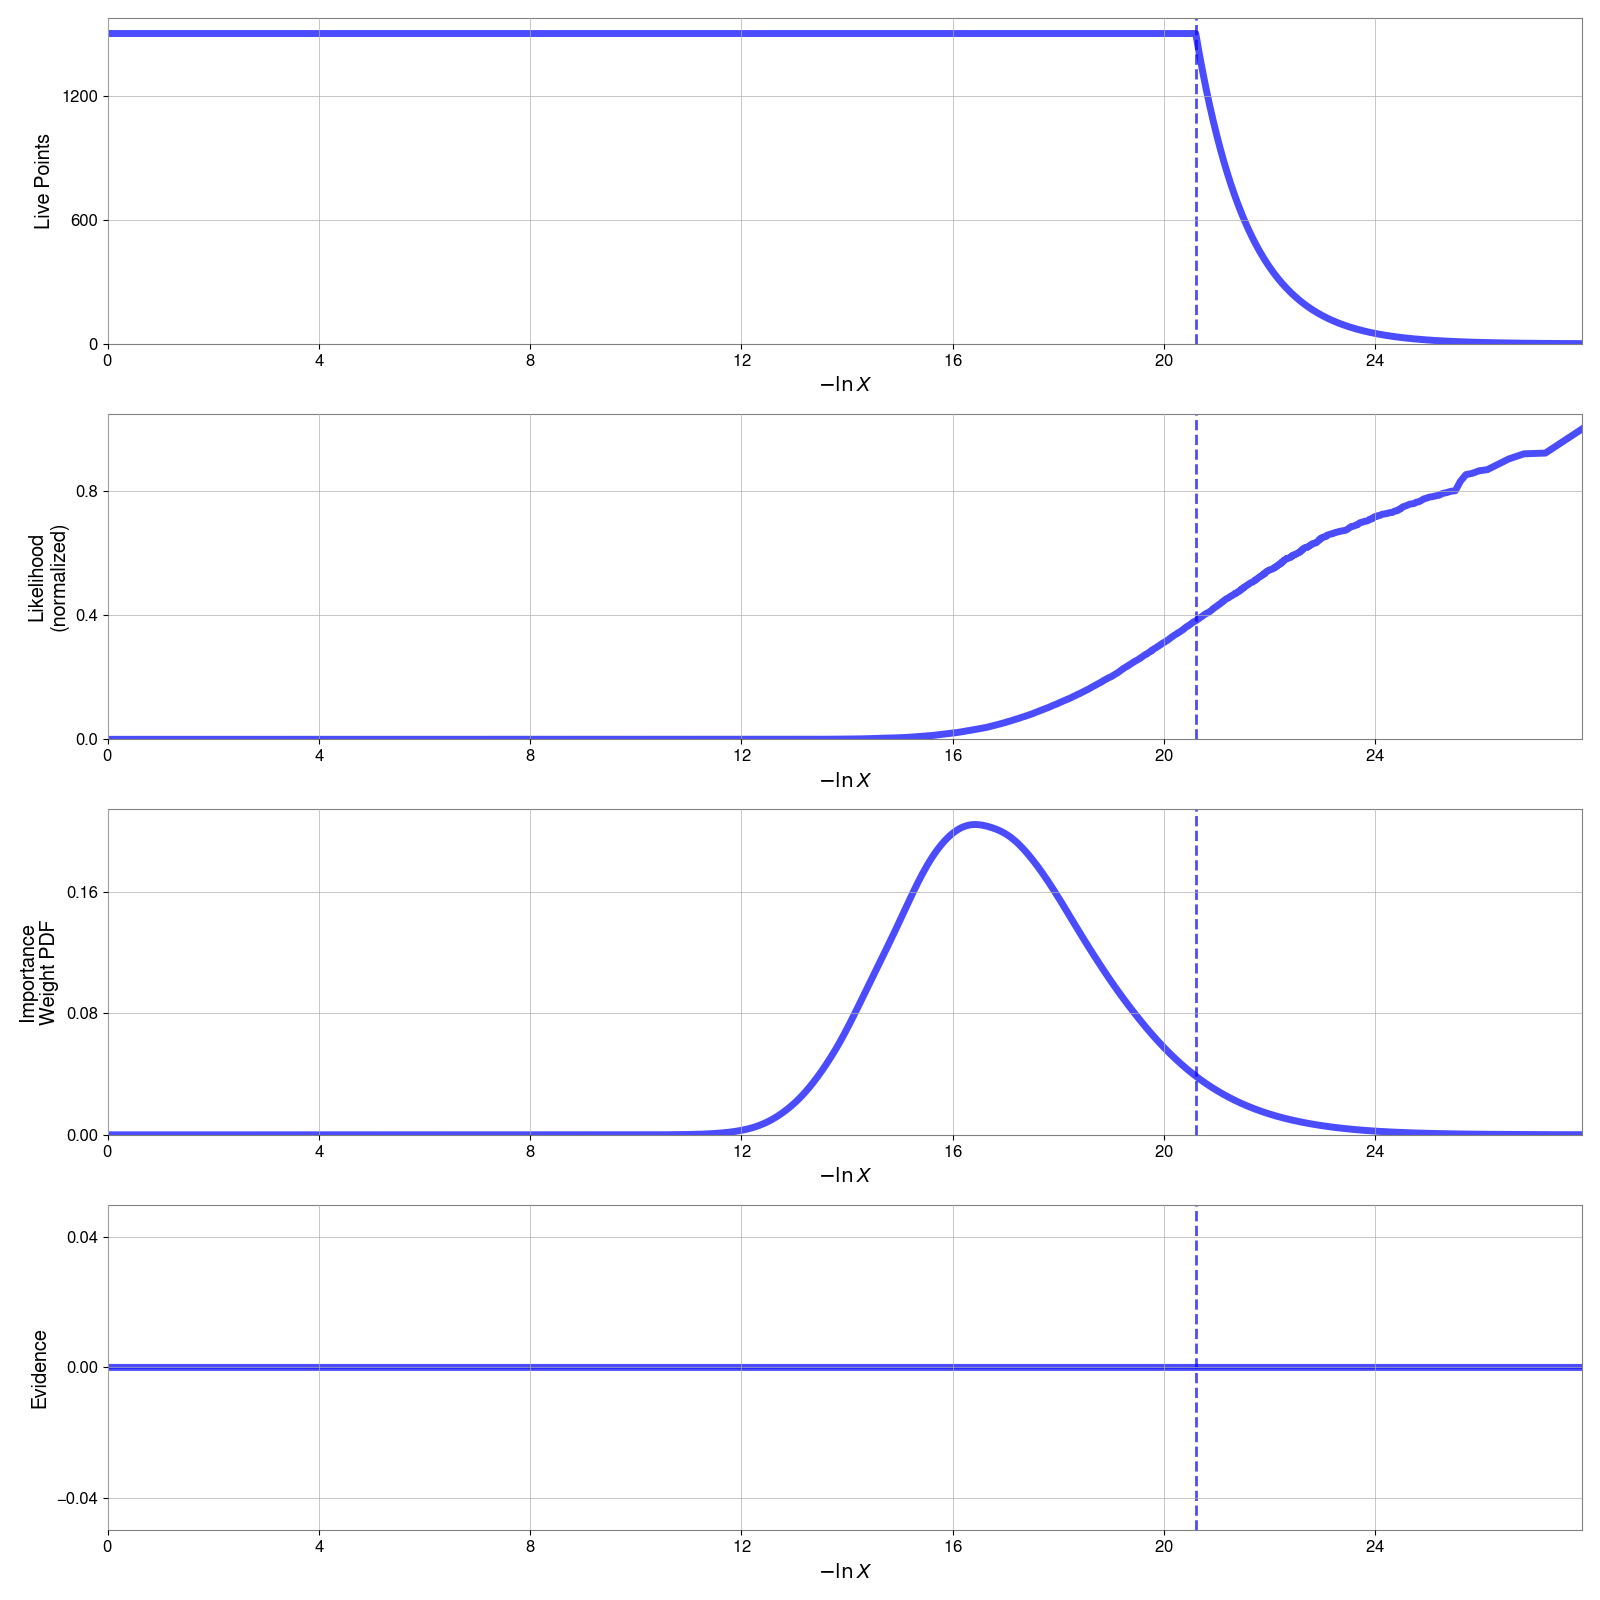 1200
600
0
Live Points
0 4 8 12 16 20 24
−ln X
0.8
0.4
0.0
Likelihood
(normalized)
0 4 8 12 16 20 24
−ln X
0.16
0.08
0.00
Importance
Weight PDF
0 4 8 12 16 20 24
−ln X
0.04
0.00
−0.04
Evidence
0 4 8 12 16 20 24
−ln X